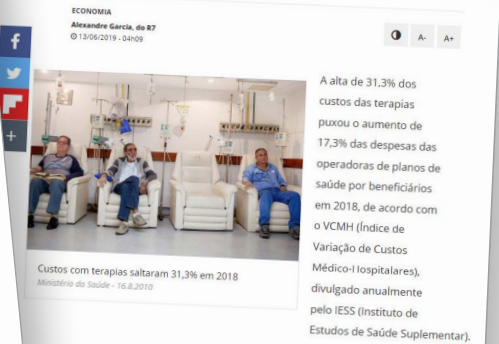 ECONOMIA
Alexandre Garcia, do R7
13/06/2019 - 04h09
A- A+
A alta de 31,3% dos
custos das terapias
puxou o aumento de
17,3% das despesas das
operadoras de planos de
saúde por beneficiários
em 2018, de acordo com
o VCMH (Índice de
Variação de Custos
Médico-Hospitalares),
divulgado anualmente
pelo IESS (Instituto de
Estudos de Saúde Suplementar).
Custos com terapias saltaram 31,3% em 2018
Ministério da Saúde - 16.8.2010